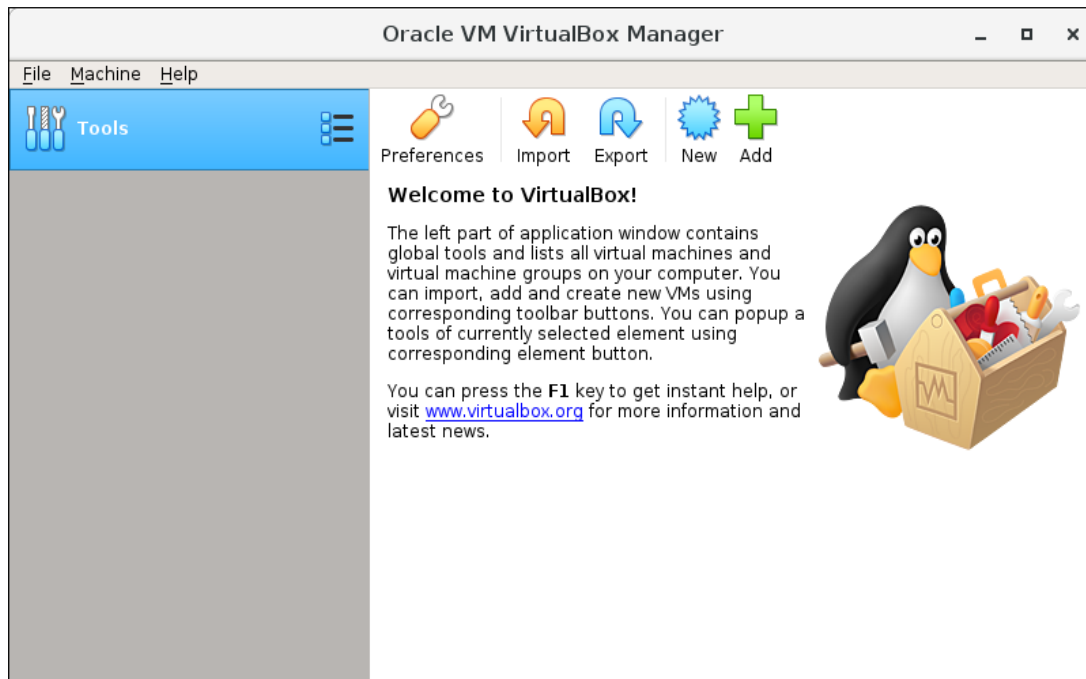 Oracle VM VirtualBox Manager
File Machine Help
Tools
Preferences Import Export New Add
Welcome to VirtualBox!
The left part of application window contains
global tools and lists all virtual machines and
virtual machine groups on your computer. You
can import, add and create new VMs using
corresponding toolbar buttons. You can popup a
tools of currently selected element using
corresponding element button.
You can press the F1 key to get instant help, or
visit www.virtualbox.org for more information and
latest news.